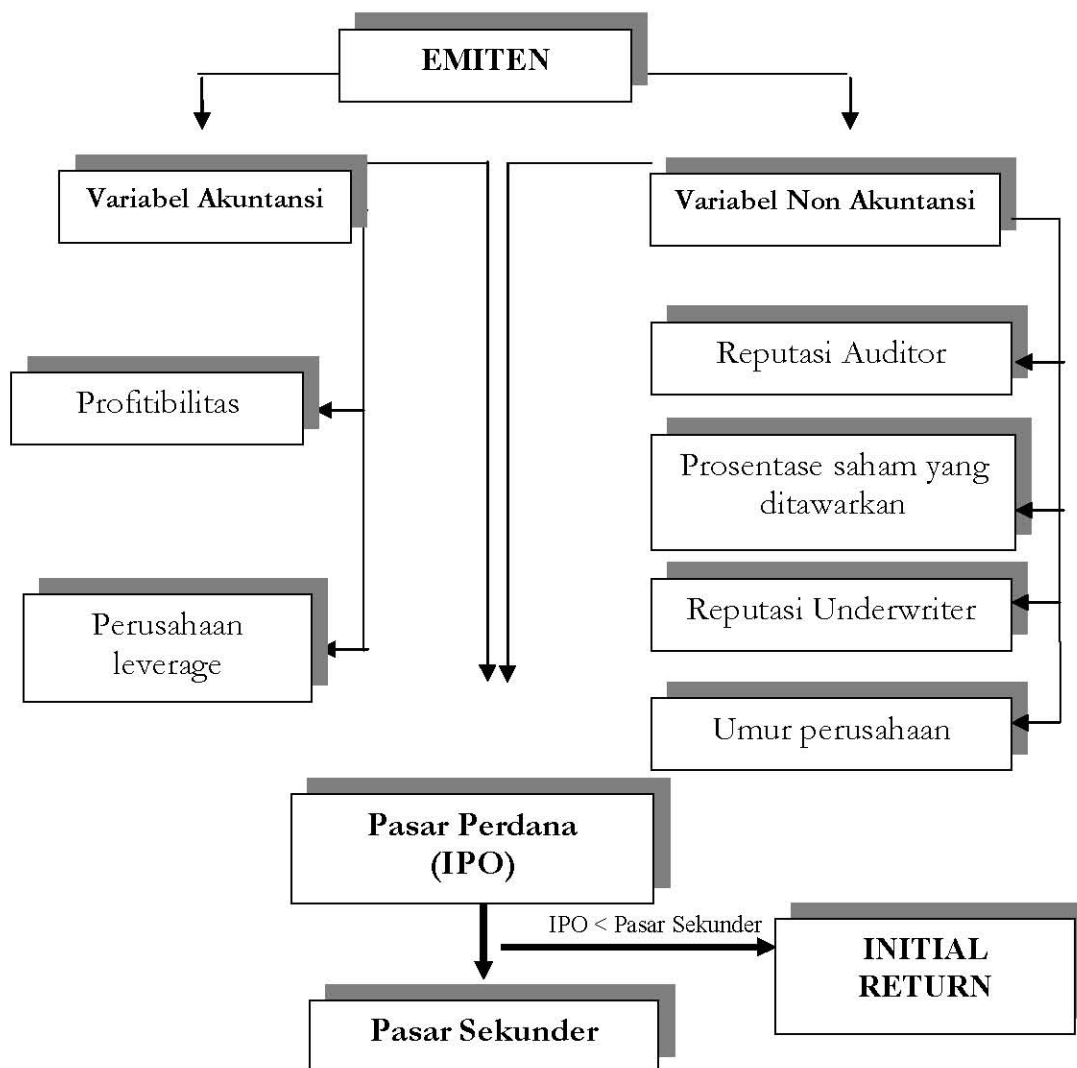 EMITEN
Variabel Akuntansi
Variabel Non Akuntansi
Reputasi Auditor
Profitibilitas
Prosentase saham yang
ditawarkan
Reputasi Underwriter
Perusahaan
leverage
Umur perusahaan
Pasar Perdana
(IPO)
IPO < Pasar Sekunder
INITIAL
RETURN
Pasar Sekunder